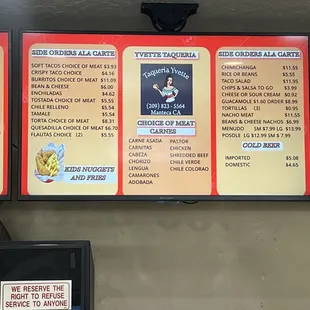 SIDE ORDERS ALA CARTE
SOFT TACOS CHOICE OF MEAT $3.93
CRISPY TACO CHOICE $4.16
BURRITOS CHOICE OF MEAT $11.09
BEAN & CHEESE $6.00
ENCHILADAS $4.62
TOSTADA CHOICE OF MEAT $5.55
CHILE RELLENO $5.54
TAMALE $5.54
TORTA CHOICE OF MEAT $8.31
QUESADILLA CHOICE OF MEAT $6.70
FLAUTAS CHOICE (2) $5.55
KIDS NUGGETS
AND FRIES
YVETTE TAQUERIA
Taqueria Yvette
(209) 823 - 5564
Manteca CA
CHOICE OF MEAT
CARNES
CARNE ASADA PASTOR
CARNITAS CHICKEN
CABEZA SHREDDED BEEF
CHORIZO CHILE VERDE
LENGUA CHILE COLORAO
CAMARONES
ADOBADA
SIDE ORDERS ALA CARTE
CHIMICHANGA $11.55
RICE OR BEANS $5.55
TACO SALAD $11.55
CHIPS & SALSA TO GO $3.99
CHEESE OR SOUR CREAM $0.92
GUACAMOLE $1.60 ORDER $8.99
TORTILLAS (3) $0.95
NACHO MEAT $11.55
BEANS & CHEESE NACHOS $6.99
MENUDO SM $7.99 LG $13.99
POSOLE LG $12.99 SM $7.99
COLD BEER
IMPORTED $5.08
DOMESTIC $4.65
WE RESERVE THE
RIGHT TO REFUSE
SERVICE TO ANYONE